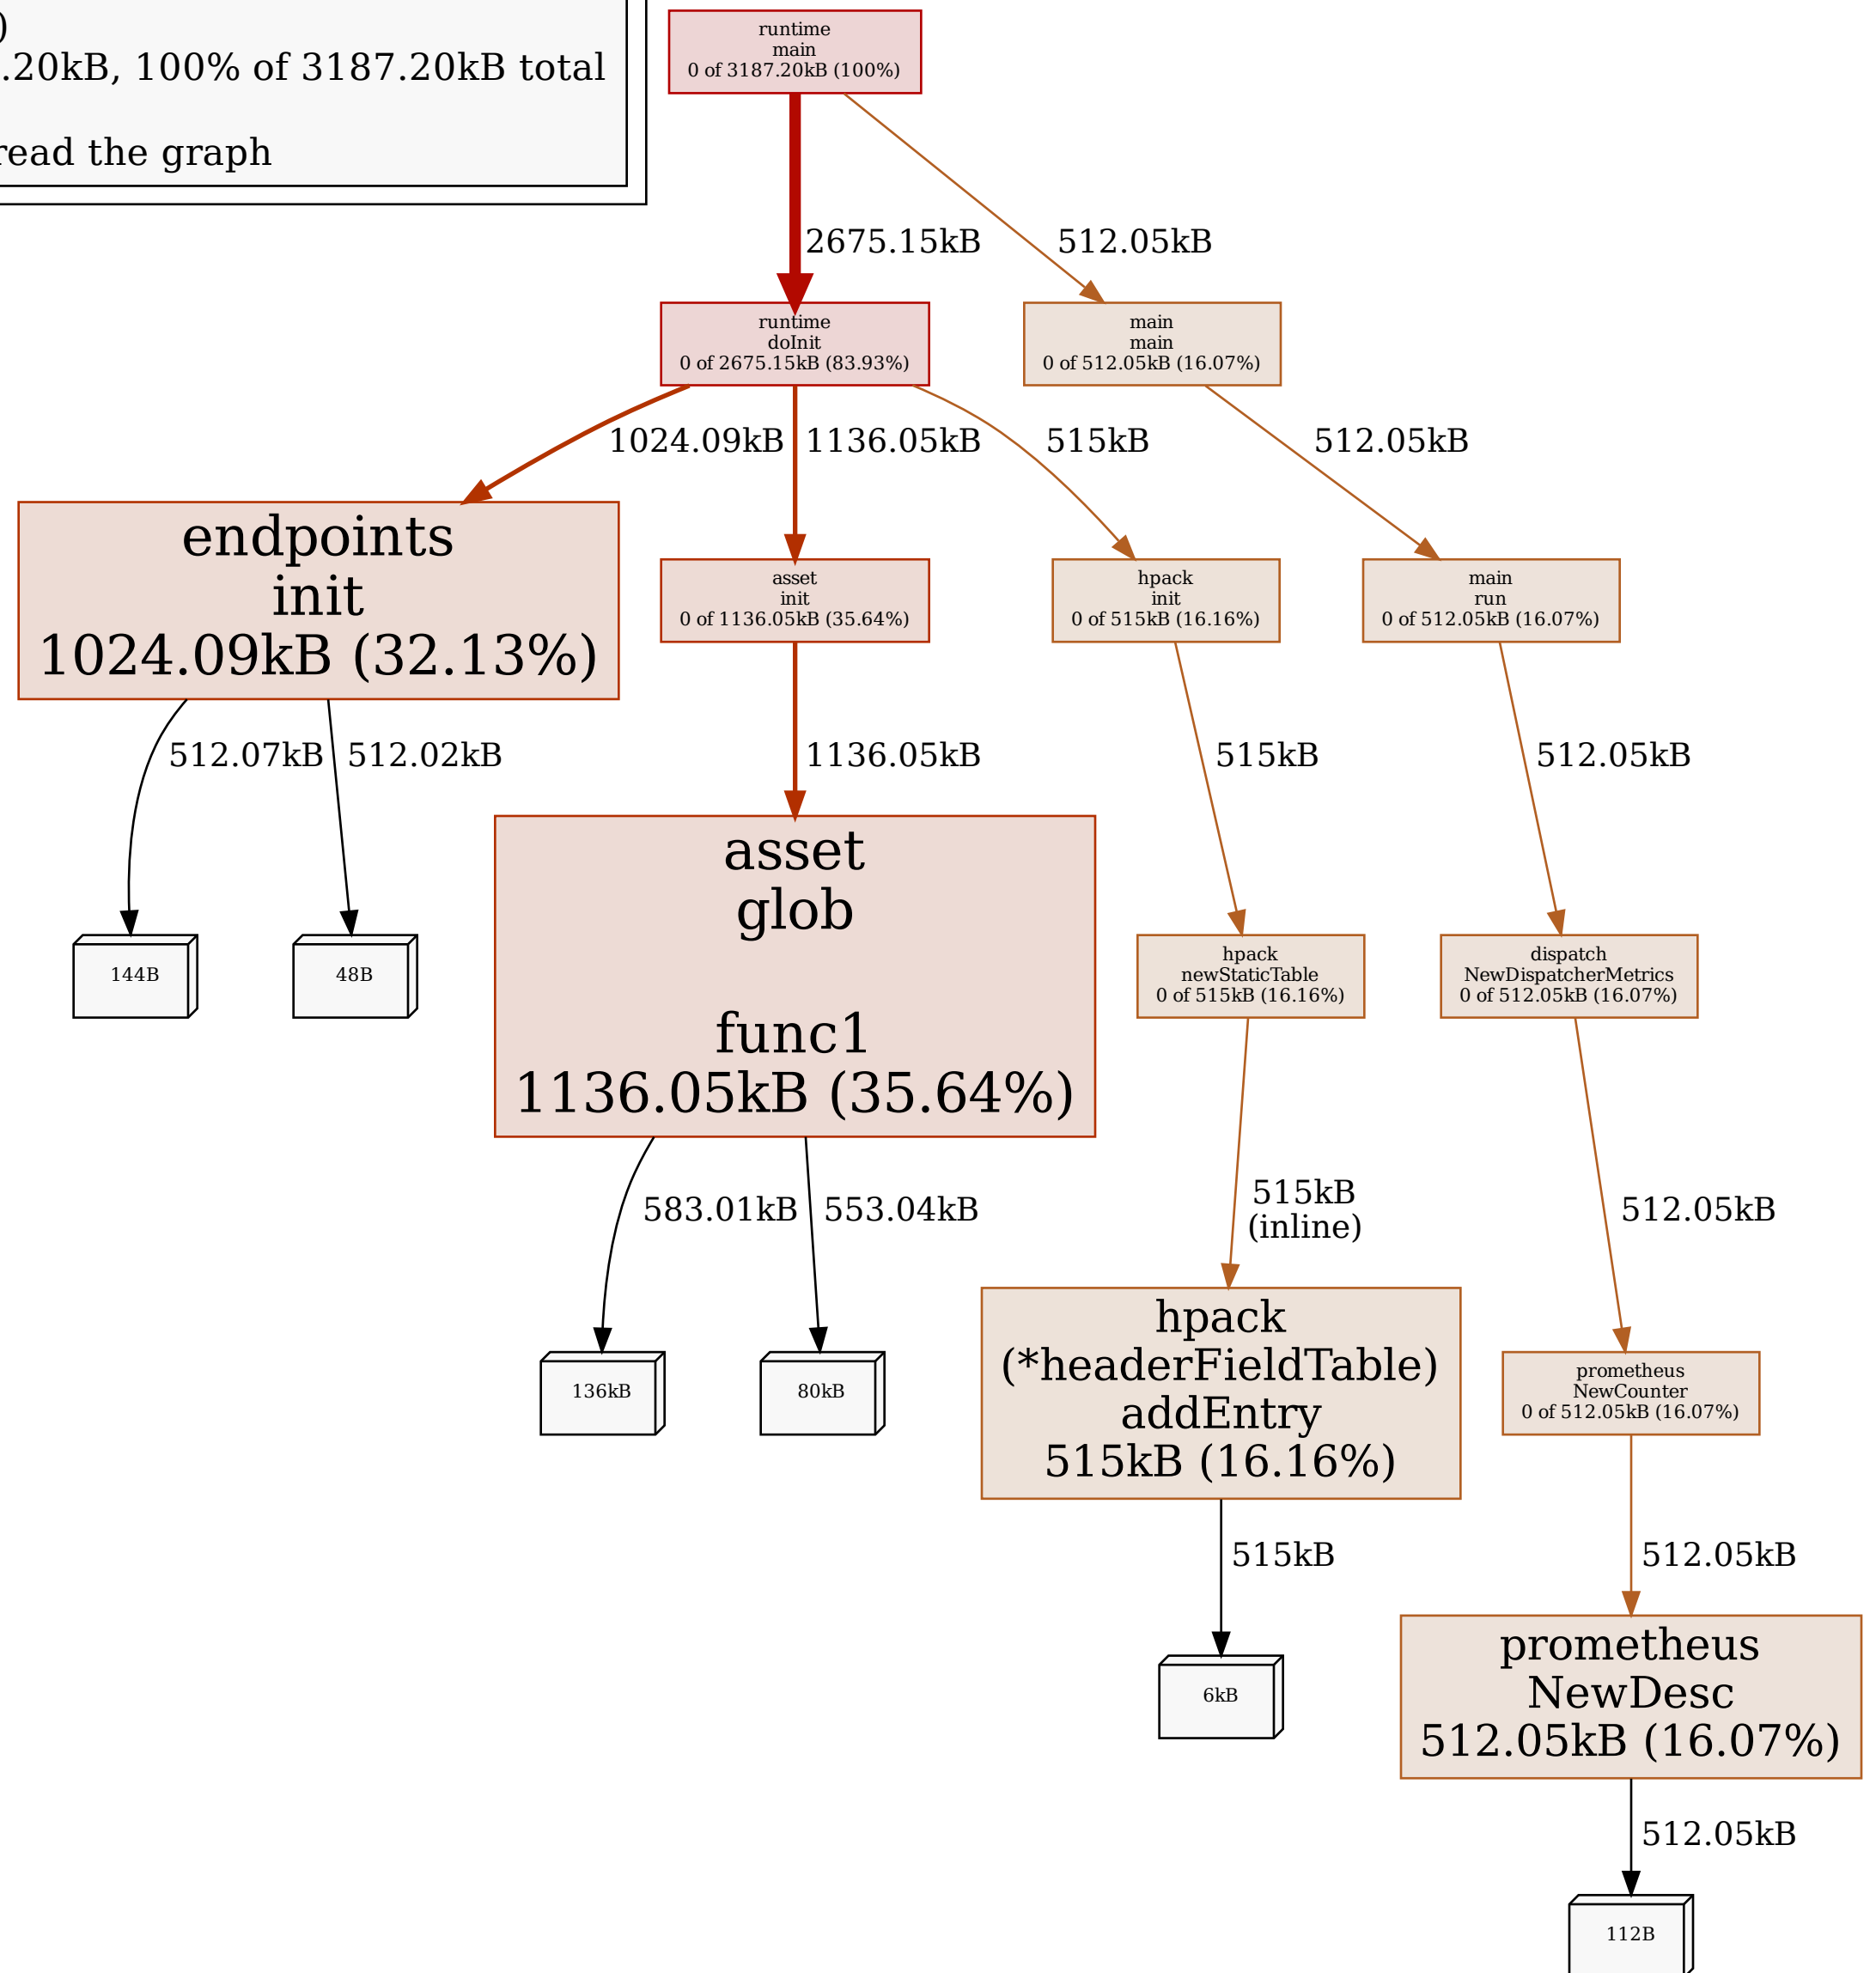 )
.20kB, 100% of 3187.20kB total
read the graph
runtime
main
0 of 3187.20kB (100%)
2675.15kB
512.05kB
runtime
doInit
0 of 2675.15kB (83.93%)
main
main
0 of 512.05kB (16.07%)
1024.09kB
1136.05kB
515kB
512.05kB
endpoints
init
1024.09kB (32.13%)
asset
init
0 of 1136.05kB (35.64%)
hpack
init
0 of 515kB (16.16%)
main
run
0 of 512.05kB (16.07%)
512.07kB
512.02kB
1136.05kB
515kB
512.05kB
144B
48B
asset
glob
func1
1136.05kB (35.64%)
hpack
newStaticTable
0 of 515kB (16.16%)
dispatch
NewDispatcherMetrics
0 of 512.05kB (16.07%)
583.01kB
553.04kB
515kB
(inline)
512.05kB
136kB
80kB
hpack
(*headerFieldTable)
addEntry
515kB (16.16%)
prometheus
NewCounter
0 of 512.05kB (16.07%)
515kB
512.05kB
6kB
prometheus
NewDesc
512.05kB (16.07%)
512.05kB
112B